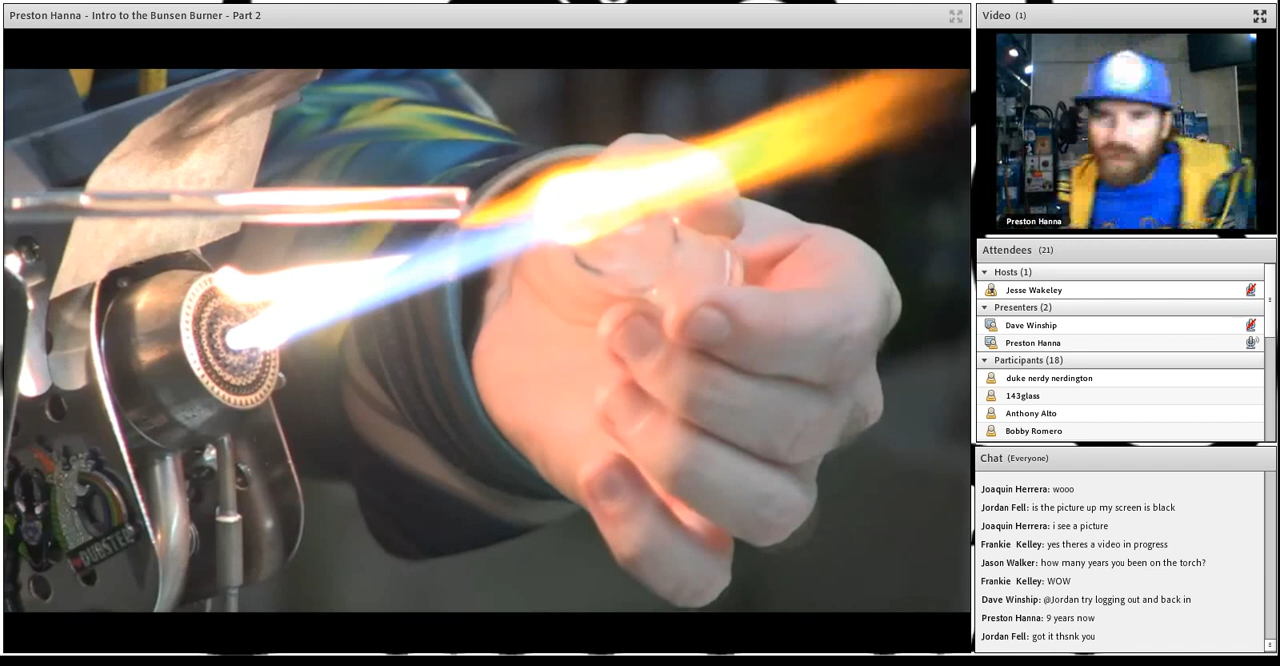 Preston Hanna - Intro to the Bunsen Burner - Part 2
DUBSTEP
Video (1)
Preston Hanna
Attendees (21)
Hosts (1)
Jesse Wakeley
Presenters (2)
Dave Winship
Preston Hanna
Participants (18)
duke nerdy nerdington
143glass
Anthony Alto
Bobby Romero
Chat (Everyone)
Joaquin Herrera: wooo
Jordan Fell: is the picture up my screen is black
Joaquin Herrera: i see a picture
Frankie Kelley: yes theres a video in progress
Jason Walker: how many years you been on the torch?
Frankie Kelley: WOW
Dave Winship: @Jordan try logging out and back in
Preston Hanna: 9 years now
Jordan Fell: got it thsnk you